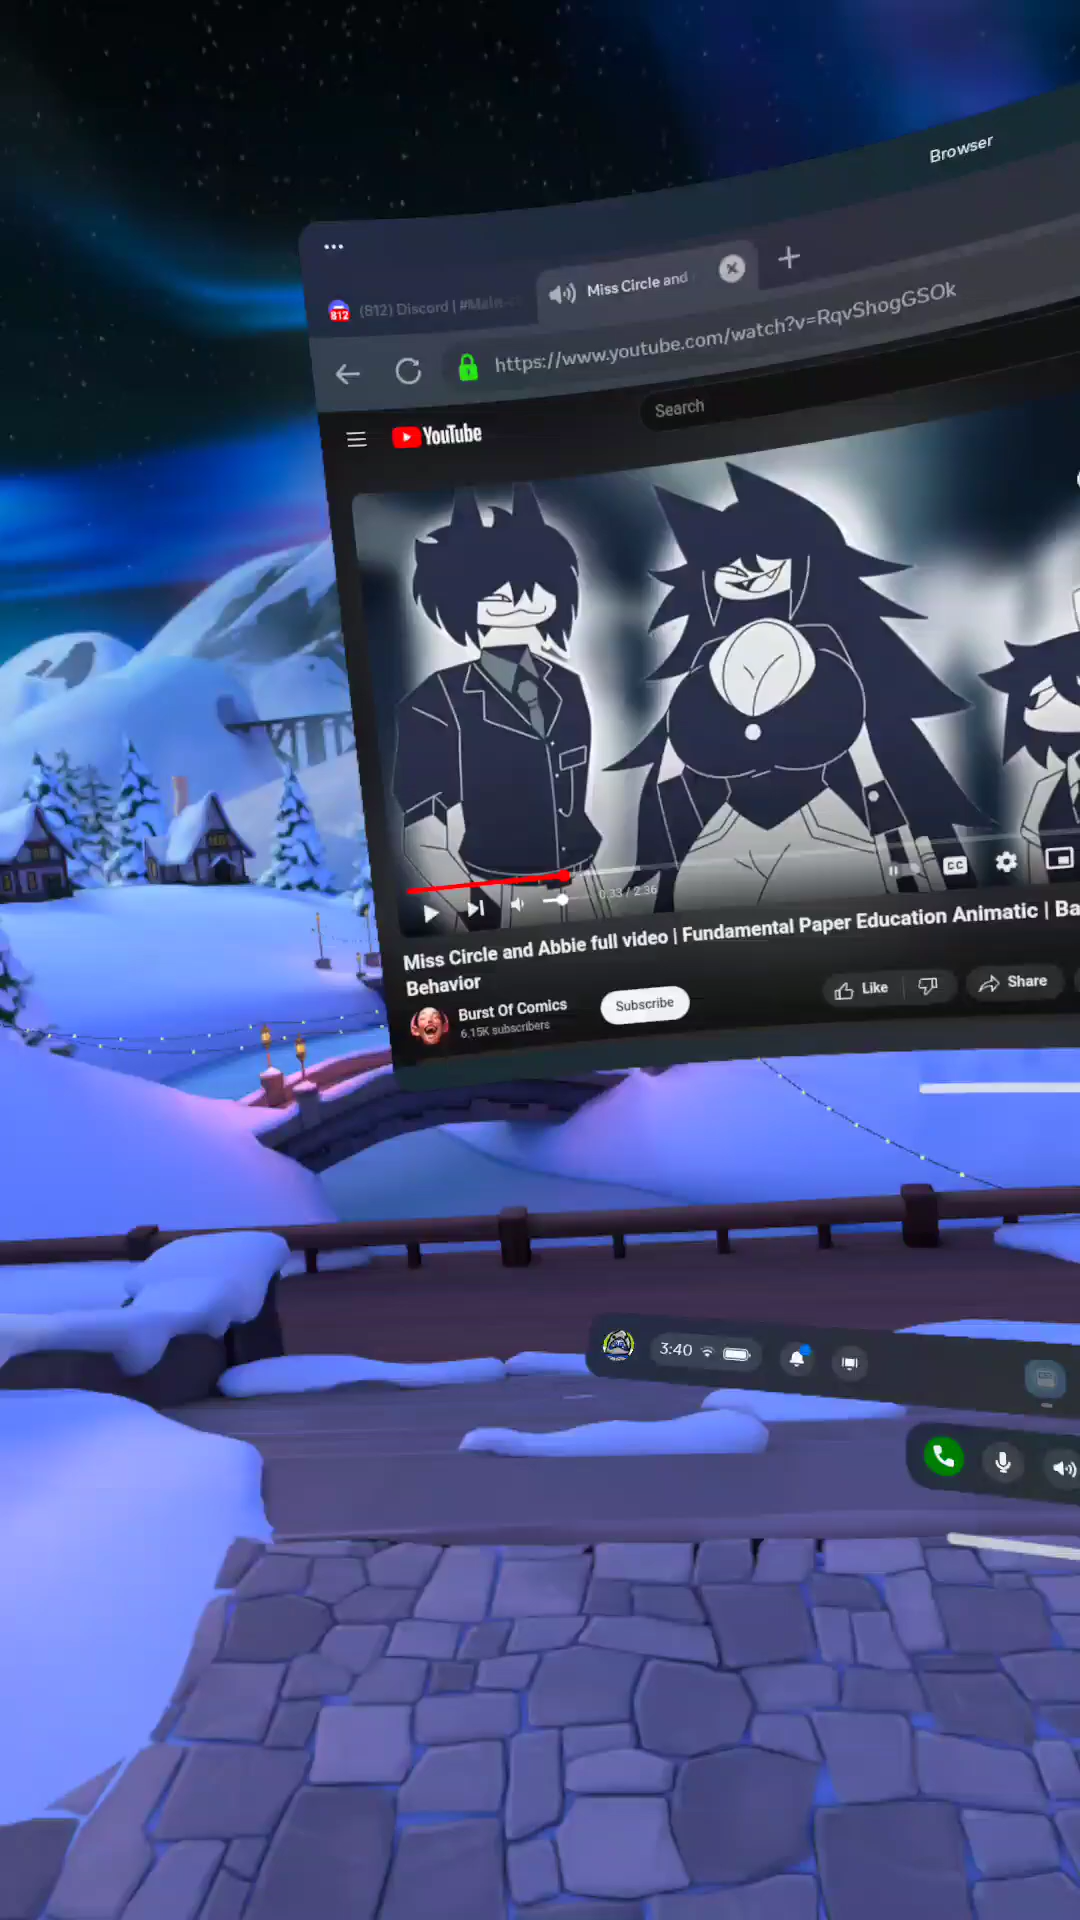 Browser
812 (812) Discord | #Main-c
Miss Circle and
https://www.youtube.com/watch?v=RqvShogGSOk
YouTube
Search
0:33 / 2:36
CC
Miss Circle and Abbie full video | Fundamental Paper Education Animatic | Ba
Behavior
Burst Of Comics
6.15K subscribers
Subscribe
Like
Share
3:40